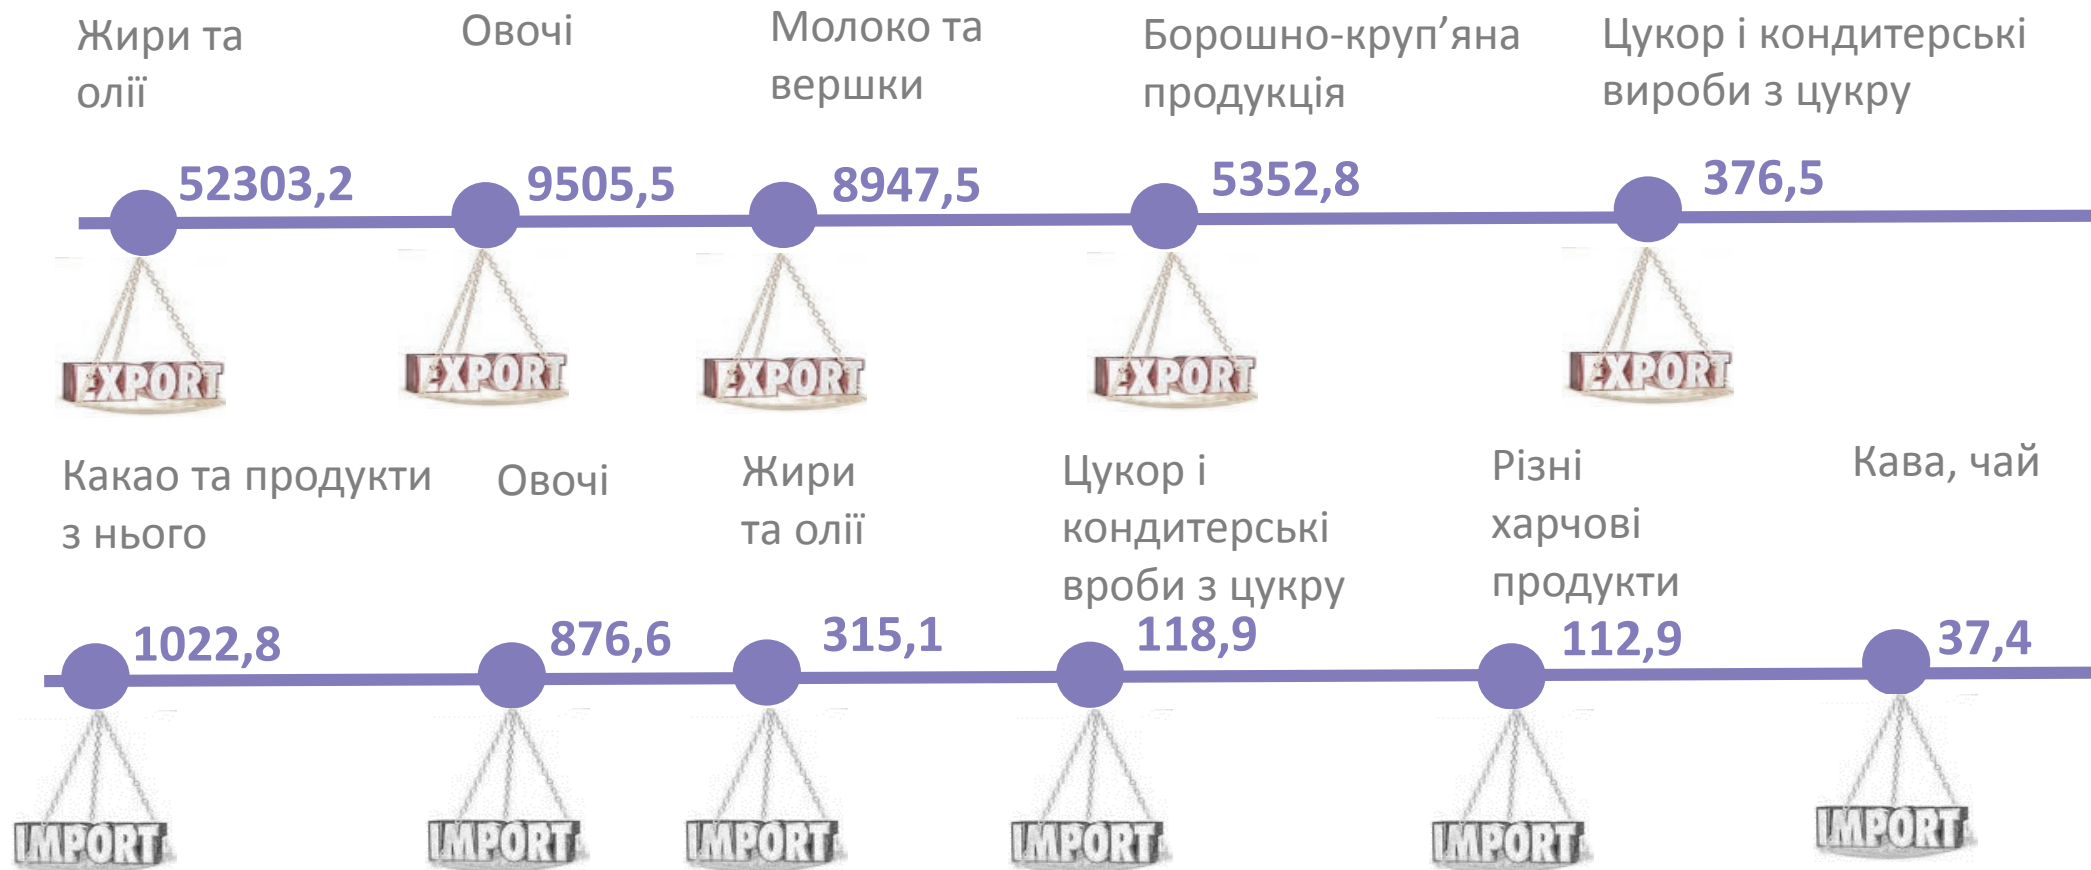 Жири та
олії
Овочі
Молоко та
вершки
Борошно-круп’яна
продукція
Цукор і кондитерські
вироби з цукру
52303,2
9505,5
8947,5
5352,8
376,5
EXPORT
EXPORT
EXPORT
EXPORT
EXPORT
Какао та продукти
з нього
Овочі
Жири
та олії
Цукор і
кондитерські
вроби з цукру
Різні
харчові
продукти
Кава, чай
1022,8
876,6
315,1
118,9
112,9
37,4
IMPORT
IMPORT
IMPORT
IMPORT
IMPORT
IMPORT